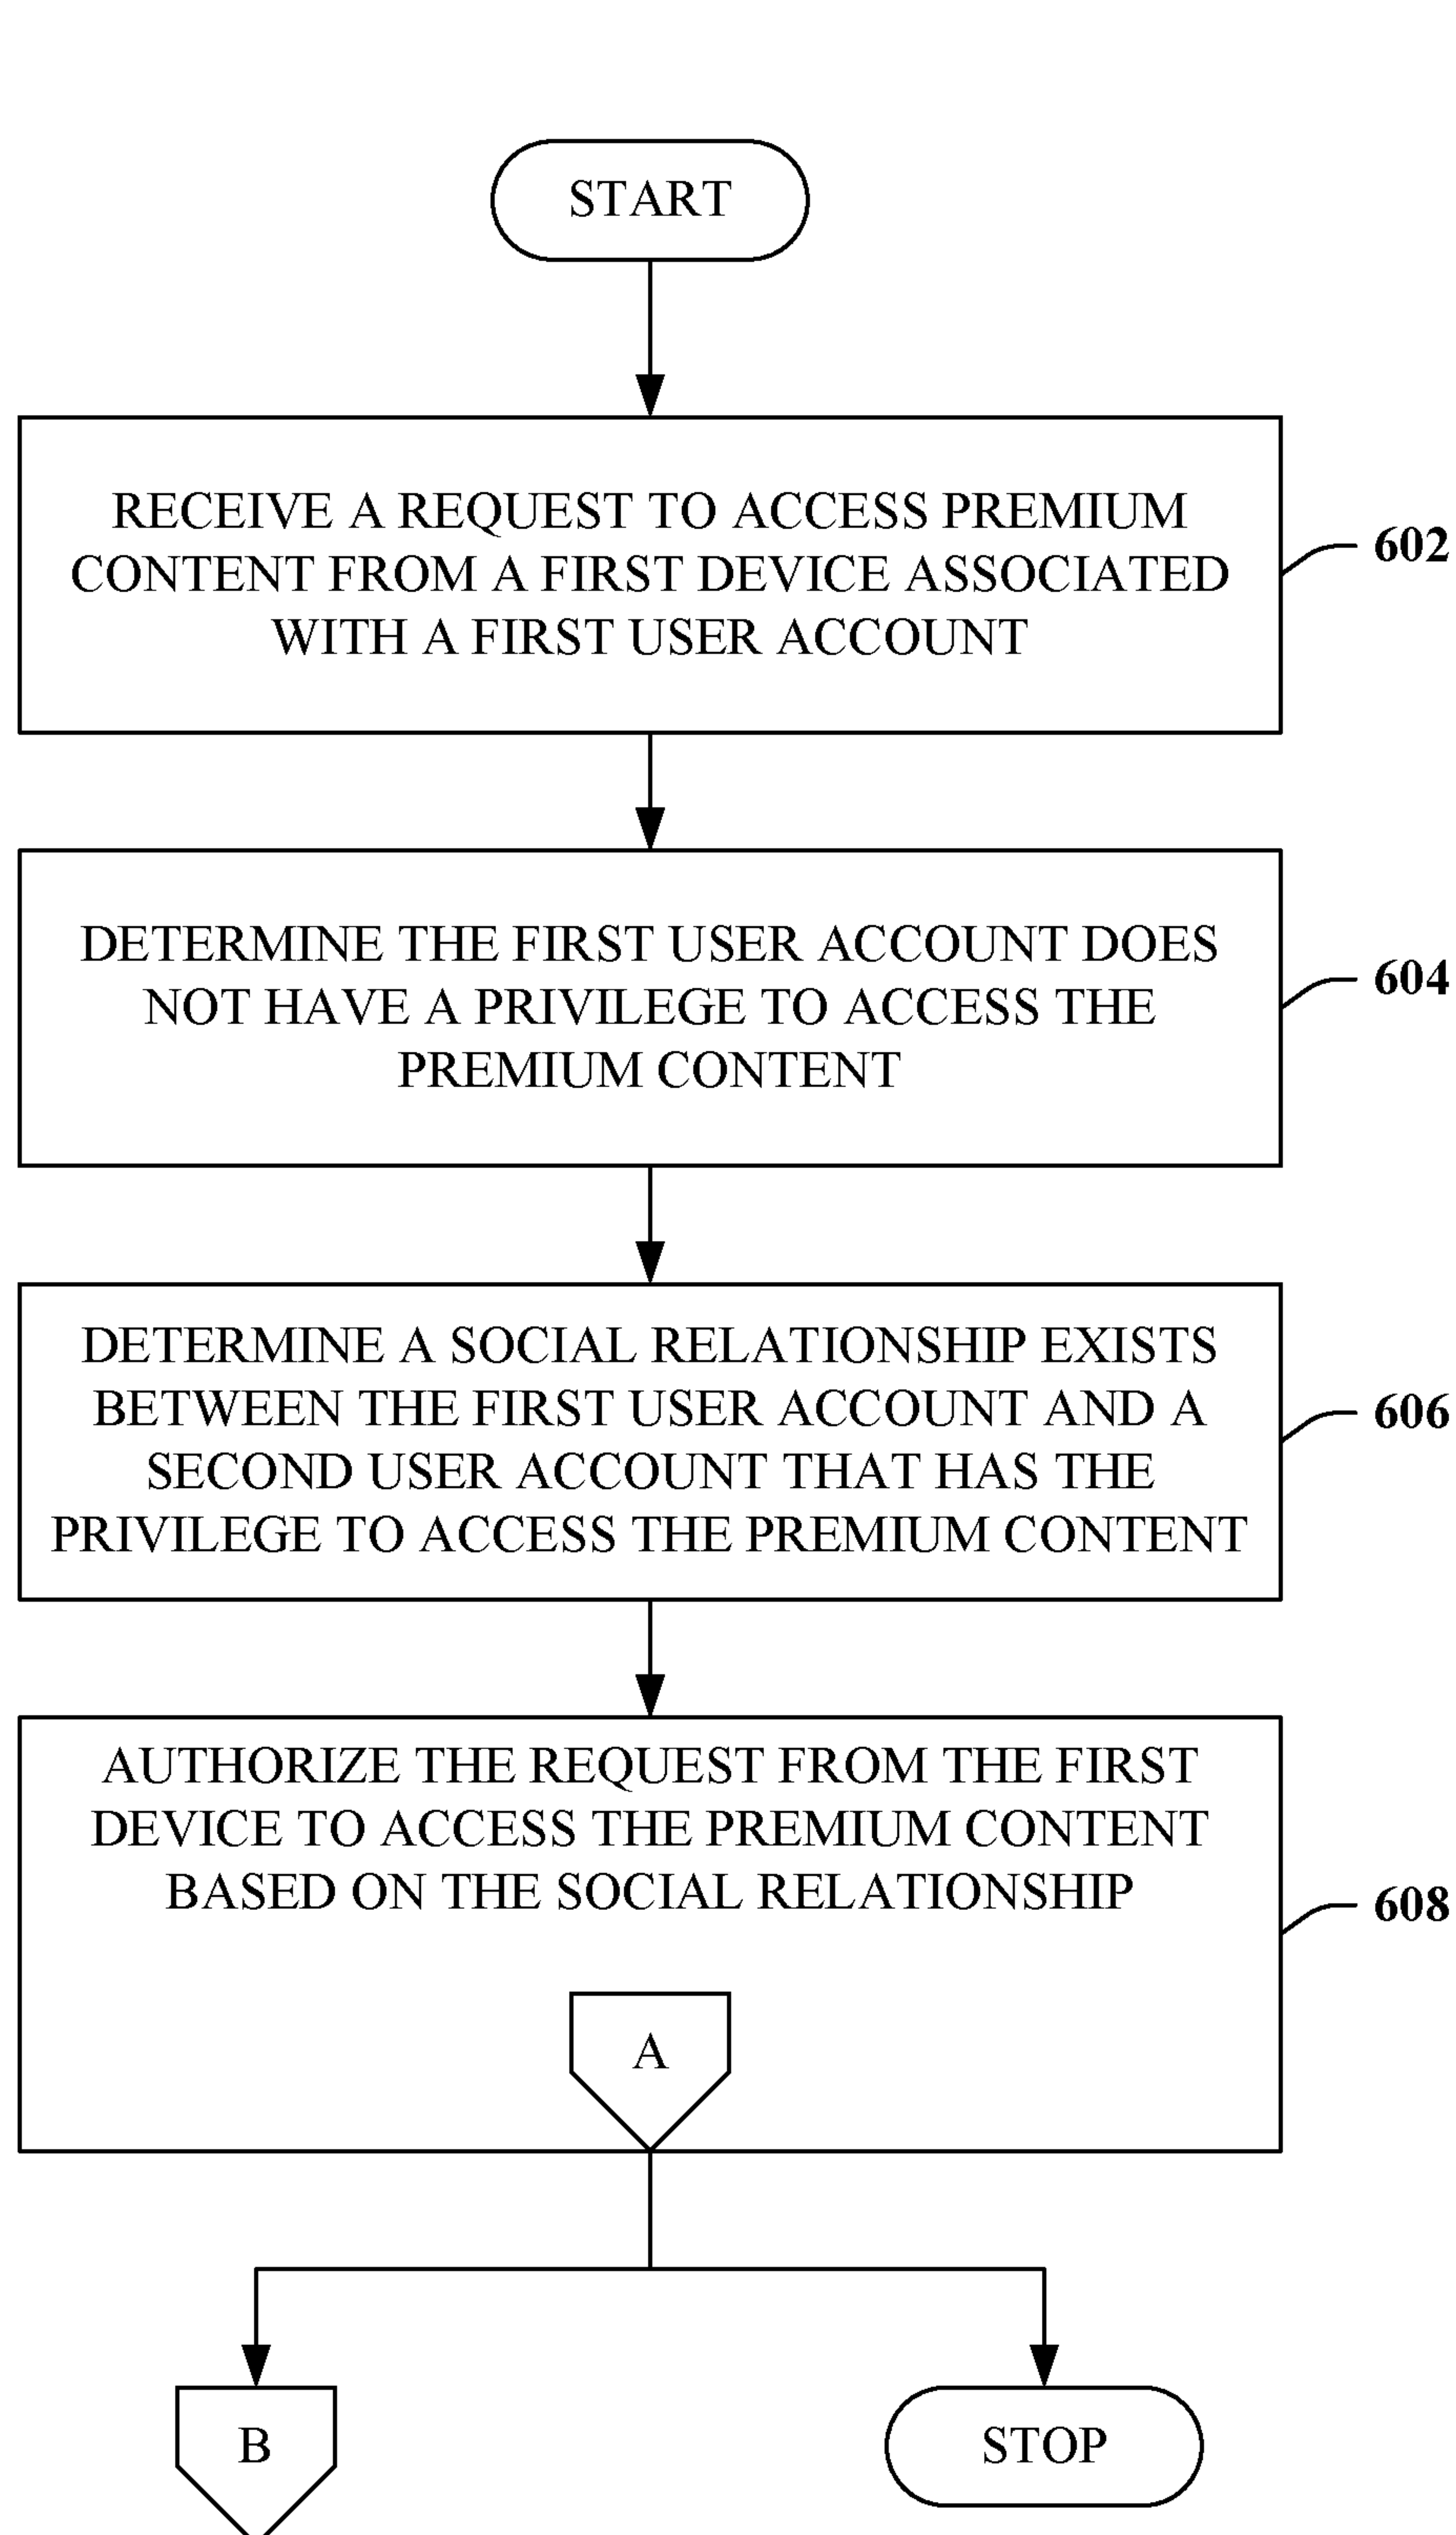 START
RECEIVE A REQUEST TO ACCESS PREMIUM
CONTENT FROM A FIRST DEVICE ASSOCIATED
WITH A FIRST USER ACCOUNT
602
DETERMINE THE FIRST USER ACCOUNT DOES
NOT HAVE A PRIVILEGE TO ACCESS THE
PREMIUM CONTENT
604
DETERMINE A SOCIAL RELATIONSHIP EXISTS
BETWEEN THE FIRST USER ACCOUNT AND A
SECOND USER ACCOUNT THAT HAS THE
PRIVILEGE TO ACCESS THE PREMIUM CONTENT
606
AUTHORIZE THE REQUEST FROM THE FIRST
DEVICE TO ACCESS THE PREMIUM CONTENT
BASED ON THE SOCIAL RELATIONSHIP
608
A
B
STOP